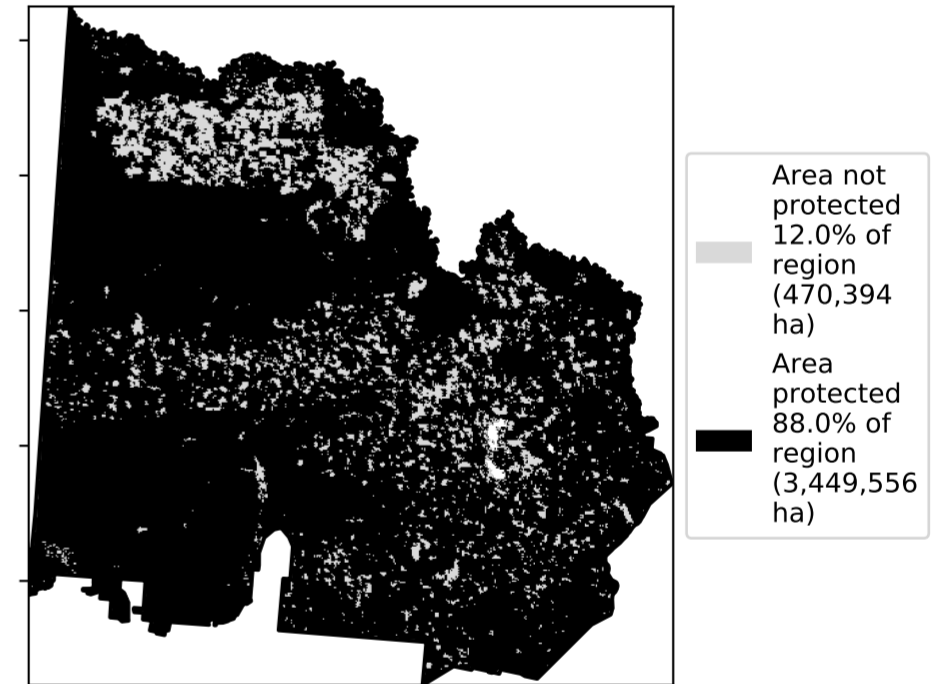 Area not
protected
12.0% of
region
(470,394
ha)
Area
protected
88.0% of
region
(3,449,556
ha)